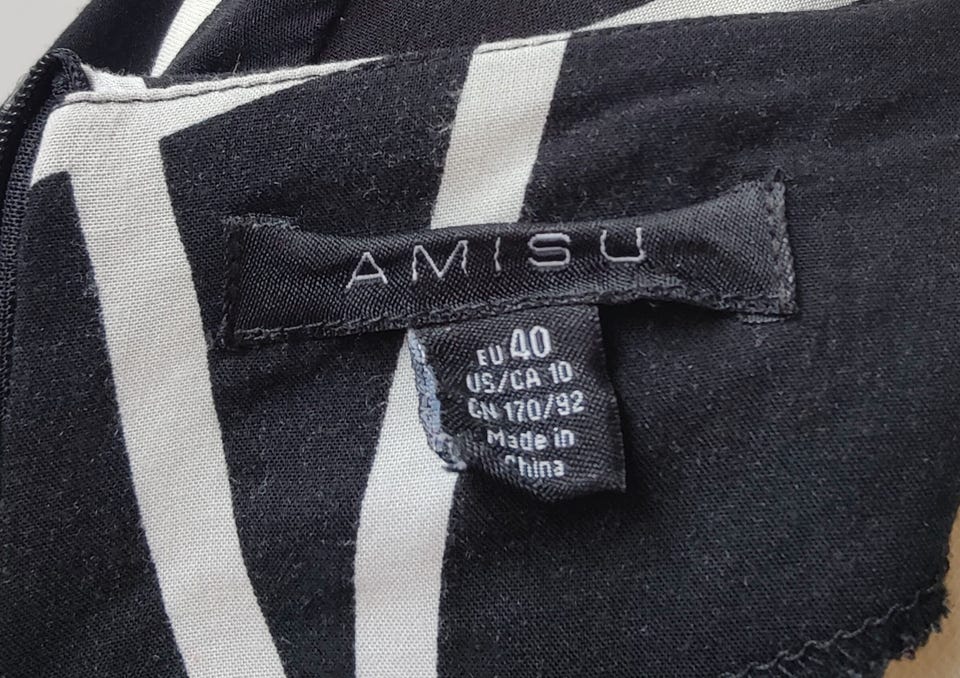 AMISU
EU 40
US/CA 10
CN 170/92
Made in
China